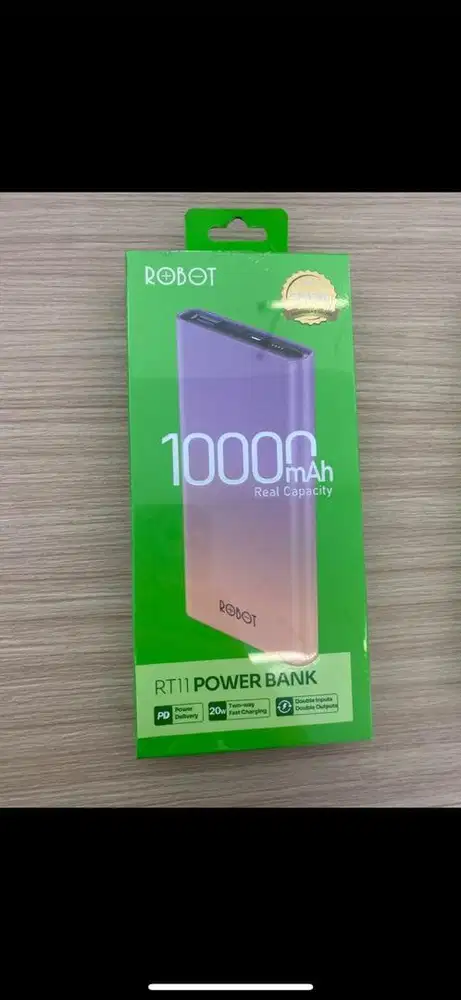 ROBOT
10000mAh
Real Capacity
ROBOT
RT11 POWER BANK
PD Power Delivery
20W Two-way Fast Charging
Double Inputs Double Outputs